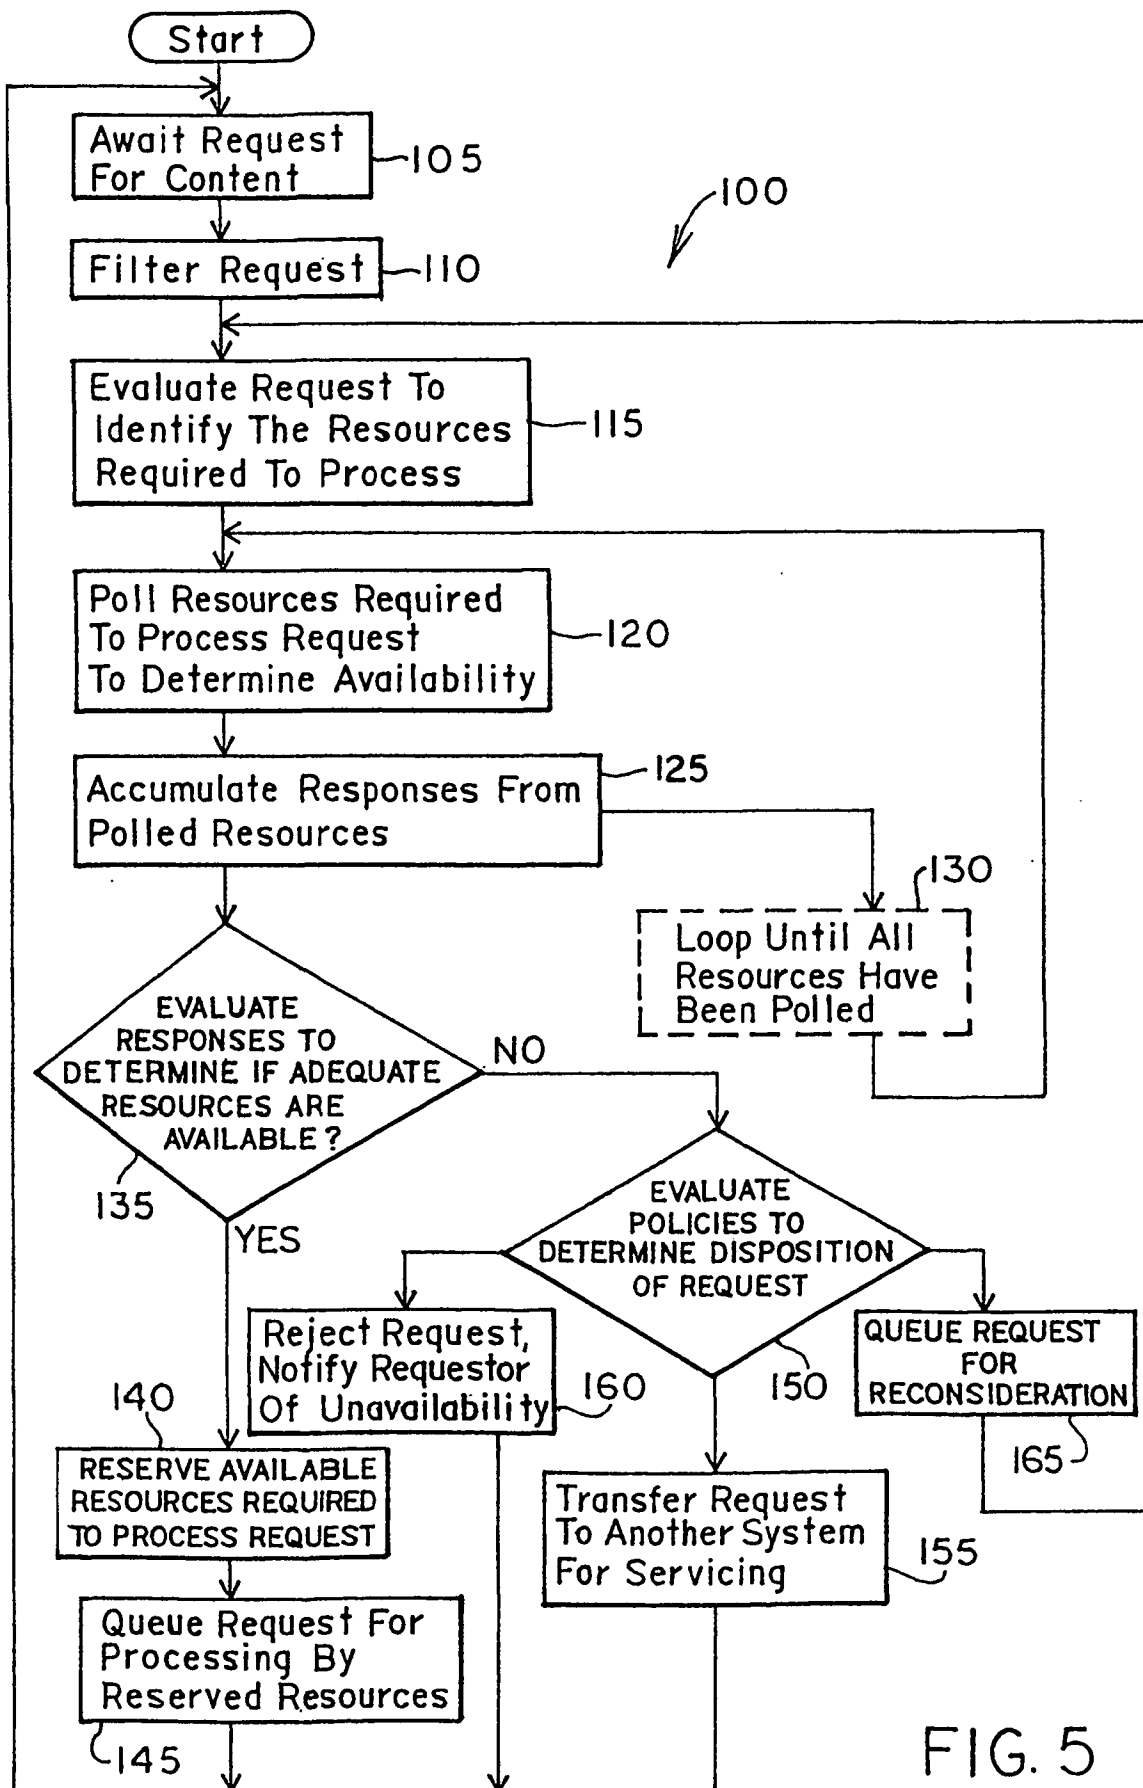 Start
Await Request
For Content
105
100
Filter Request
110
Evaluate Request To
Identify The Resources
Required To Process
115
Poll Resources Required
To Process Request
To Determine Availability
120
Accumulate Responses From
Polled Resources
125
130
Loop Until All
Resources Have
Been Polled
EVALUATE
RESPONSES TO
DETERMINE IF ADEQUATE
RESOURCES ARE
AVAILABLE?
135
NO
YES
EVALUATE
POLICIES TO
DETERMINE DISPOSITION
OF REQUEST
150
Reject Request,
Notify Requestor
Of Unavailability
160
QUEUE REQUEST
FOR
RECONSIDERATION
165
140
RESERVE AVAILABLE
RESOURCES REQUIRED
TO PROCESS REQUEST
Transfer Request
To Another System
For Servicing
155
Queue Request For
Processing By
Reserved Resources
145
FIG. 5